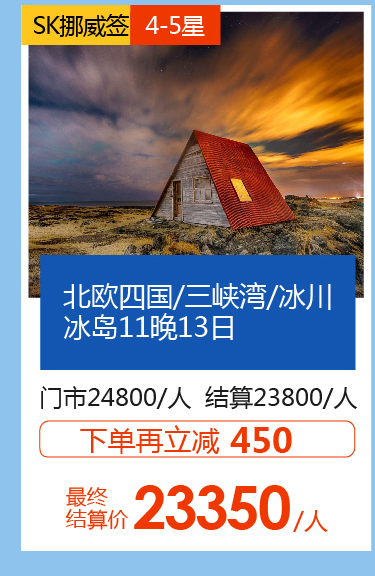 SK挪威签 4-5星
北欧四国/三峡湾/冰川
冰岛11晚13日
门市24800/人 结算23800/人
下单再立减 450
最终
结算价 23350/人